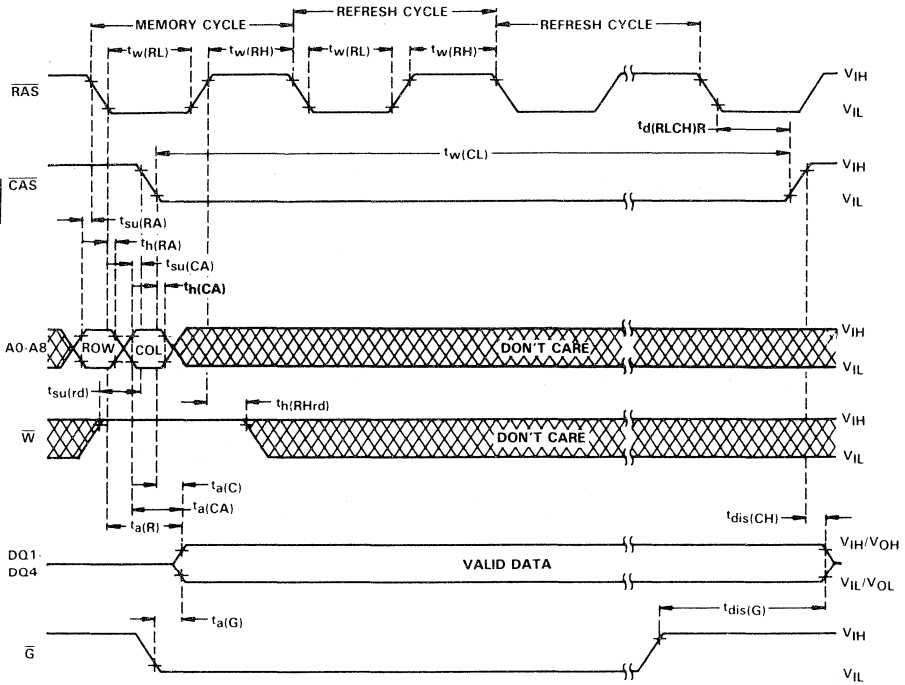 MEMORY CYCLE
REFRESH CYCLE
REFRESH CYCLE
tw(RL)
tw(RH)
tw(RL)
tw(RH)
RAS
VIH
VIL
td(RLCH)R
tw(CL)
CAS
VIH
VIL
tsu(RA)
th(RA)
tsu(CA)
th(CA)
A0-A8
ROW
COL
DON'T CARE
VIH
VIL
tsu(rd)
th(RHrd)
W
DON'T CARE
VIH
VIL
ta(C)
ta(CA)
ta(R)
tdis(CH)
DQ1-
DQ4
VALID DATA
VIH/VOH
VIL/VOL
ta(G)
tdis(G)
G
VIH
VIL